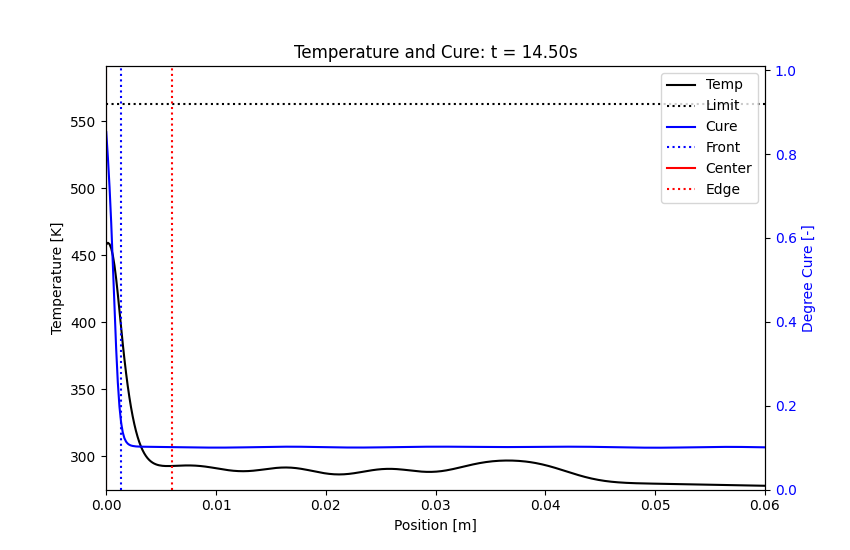 Temperature and Cure: t = 14.50s
Temp
Limit
Cure
Front
Center
Edge
550
500
450
400
350
300
Temperature [K]
1.0
0.8
0.6
0.4
0.2
0.0
Degree Cure [-]
0.00 0.01 0.02 0.03 0.04 0.05 0.06
Position [m]